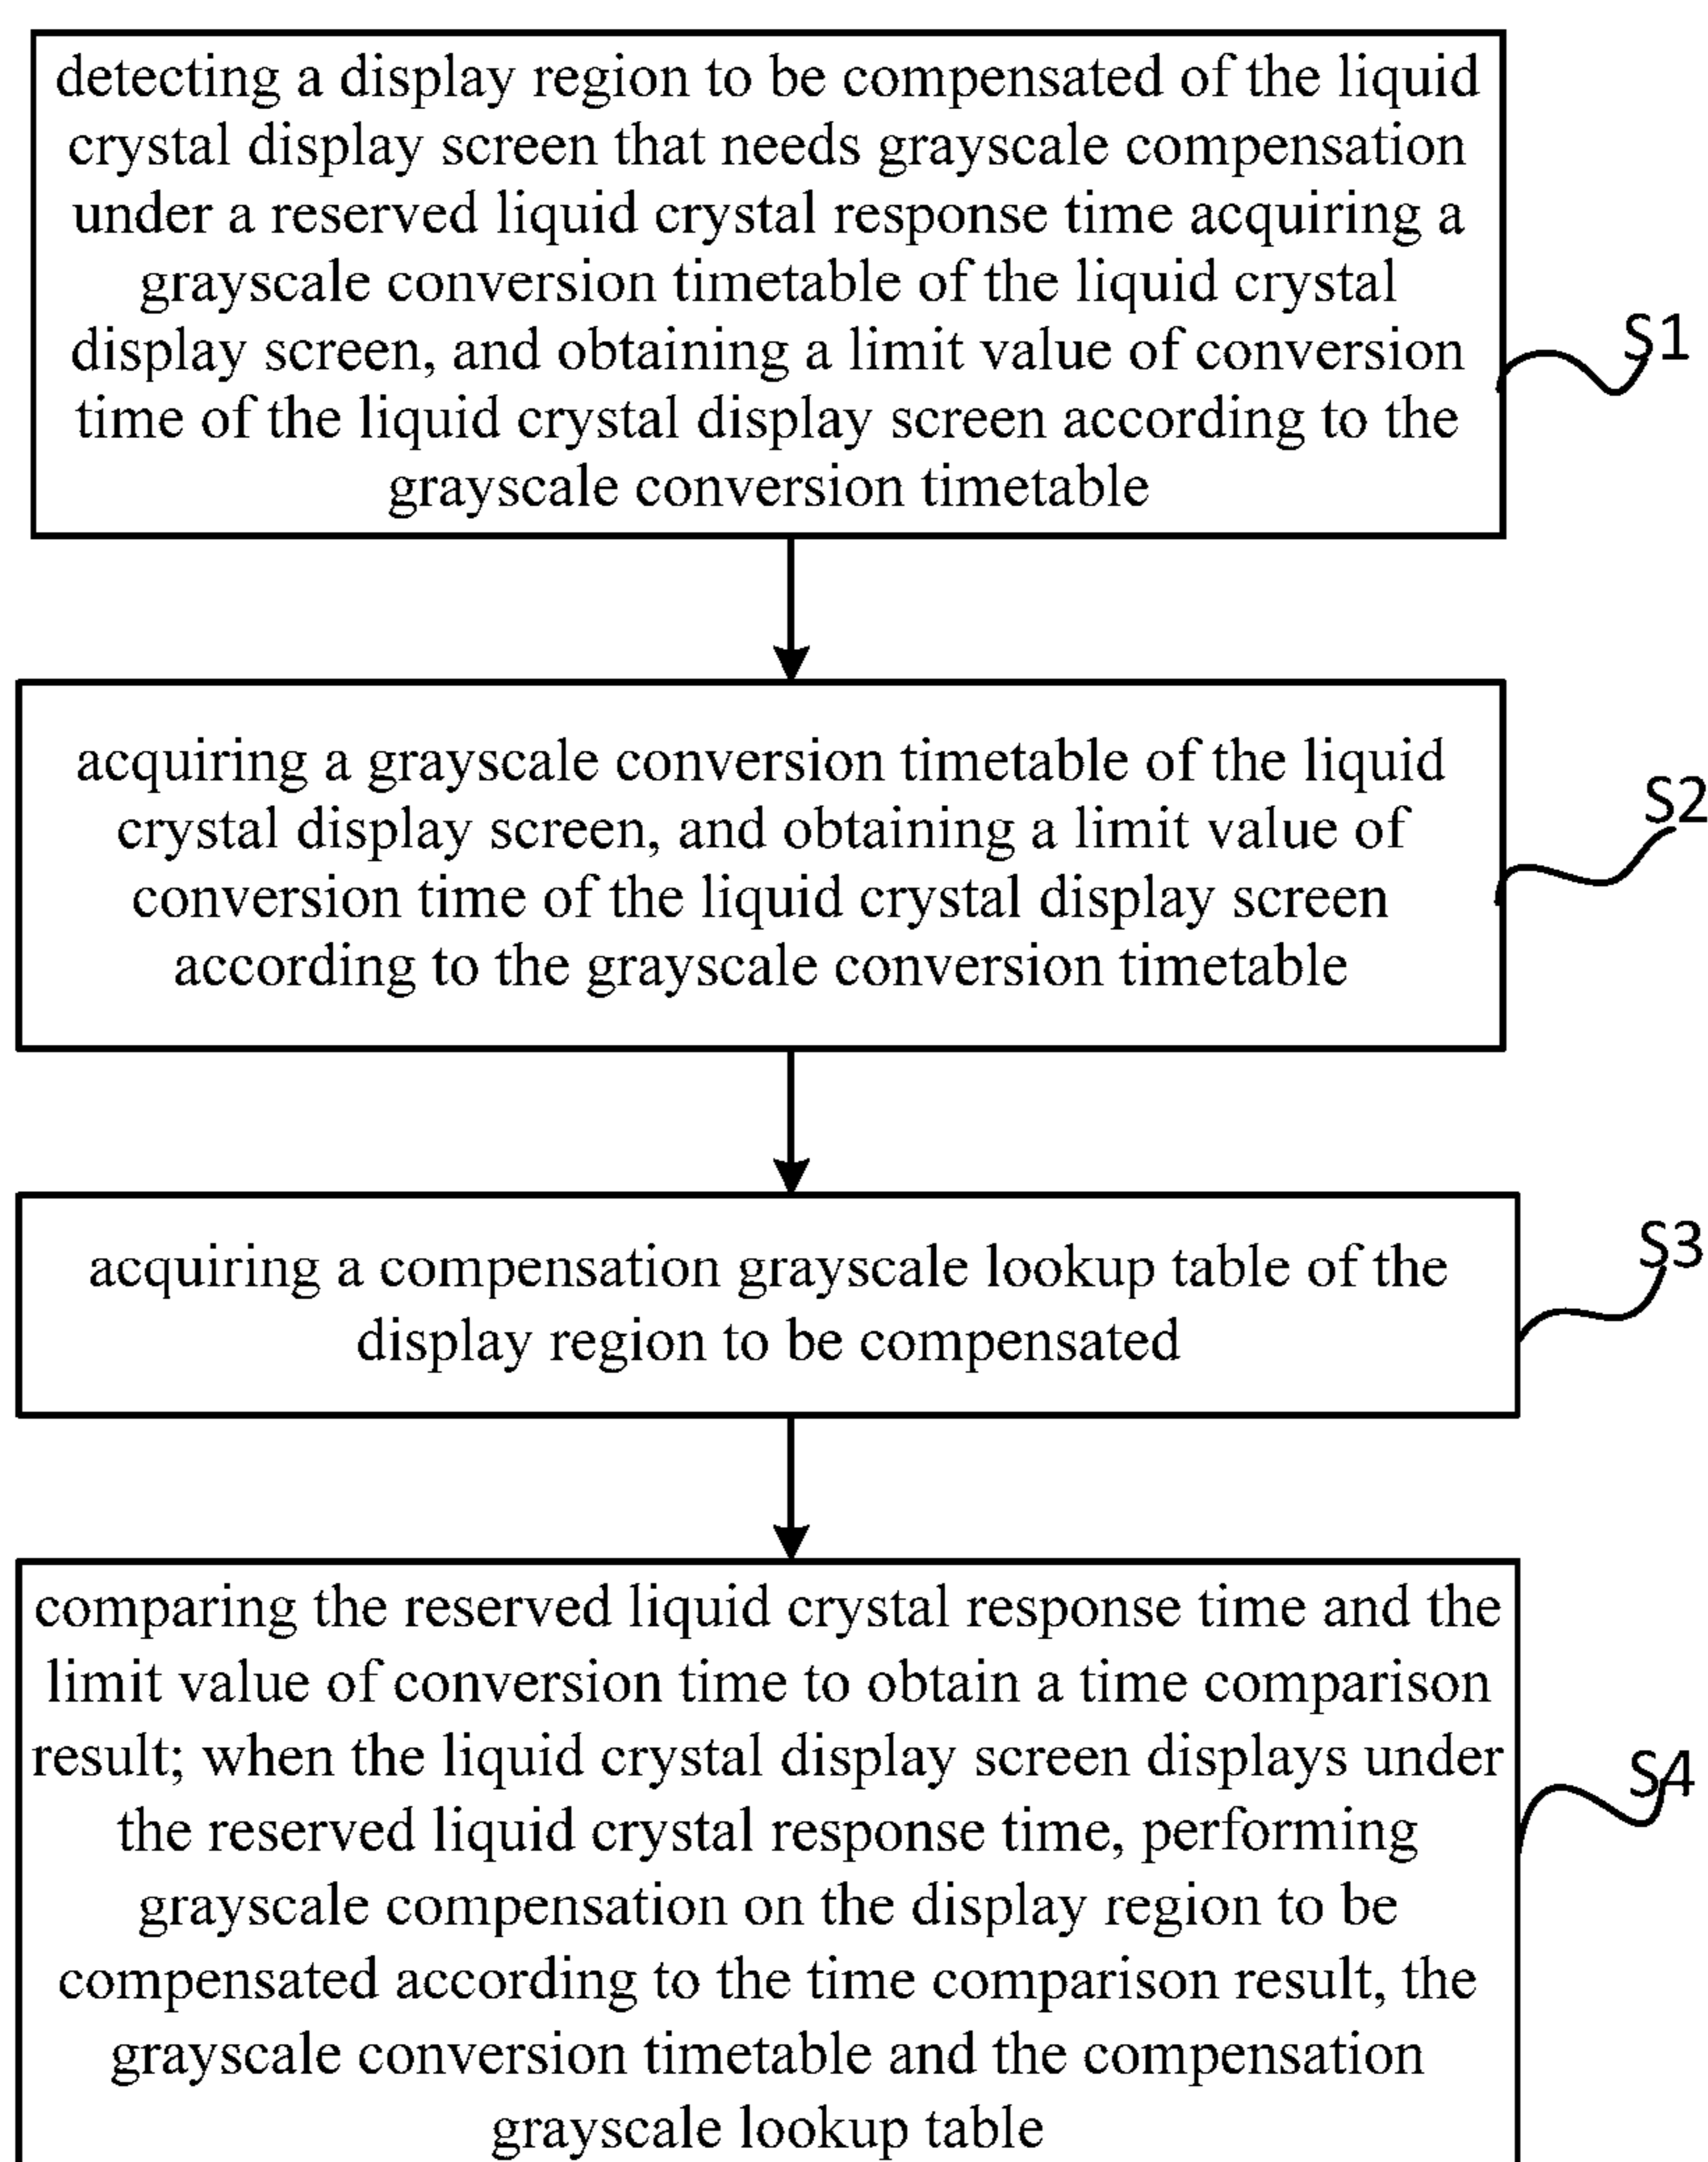 detecting a display region to be compensated of the liquid
crystal display screen that needs grayscale compensation
under a reserved liquid crystal response time acquiring a
grayscale conversion timetable of the liquid crystal
display screen, and obtaining a limit value of conversion
time of the liquid crystal display screen according to the
grayscale conversion timetable
S1
acquiring a grayscale conversion timetable of the liquid
crystal display screen, and obtaining a limit value of
conversion time of the liquid crystal display screen
according to the grayscale conversion timetable
S2
acquiring a compensation grayscale lookup table of the
display region to be compensated
S3
comparing the reserved liquid crystal response time and the
limit value of conversion time to obtain a time comparison
result; when the liquid crystal display screen displays under
the reserved liquid crystal response time, performing
grayscale compensation on the display region to be
compensated according to the time comparison result, the
grayscale conversion timetable and the compensation
grayscale lookup table
S4